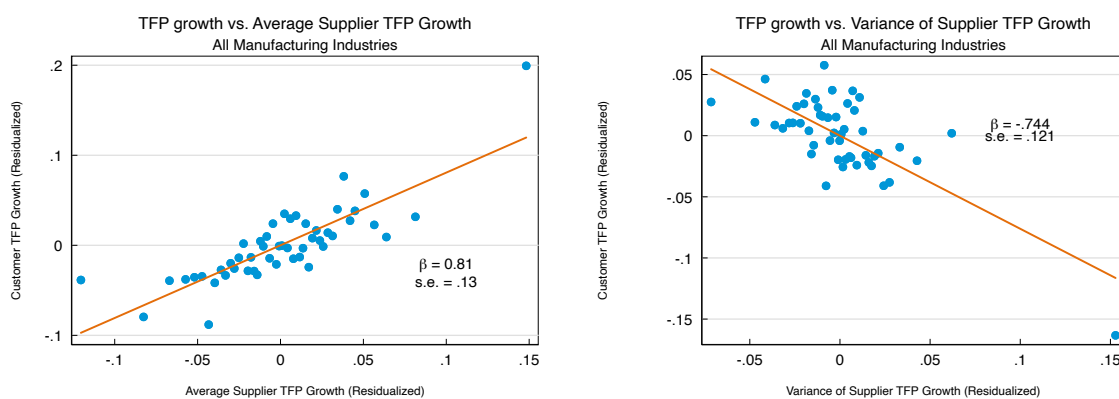 TFP growth vs. Average Supplier TFP Growth
All Manufacturing Industries
Customer TFP Growth (Residualized)
.2
.1
0
-.1
β = 0.81
s.e. = .13
-.1
-.05
0
.05
.1
.15
Average Supplier TFP Growth (Residualized)
TFP growth vs. Variance of Supplier TFP Growth
All Manufacturing Industries
Customer TFP Growth (Residualized)
.05
0
-.05
-.1
-.15
β = -.744
s.e. = .121
-.05
0
.05
.1
.15
Variance of Supplier TFP Growth (Residualized)